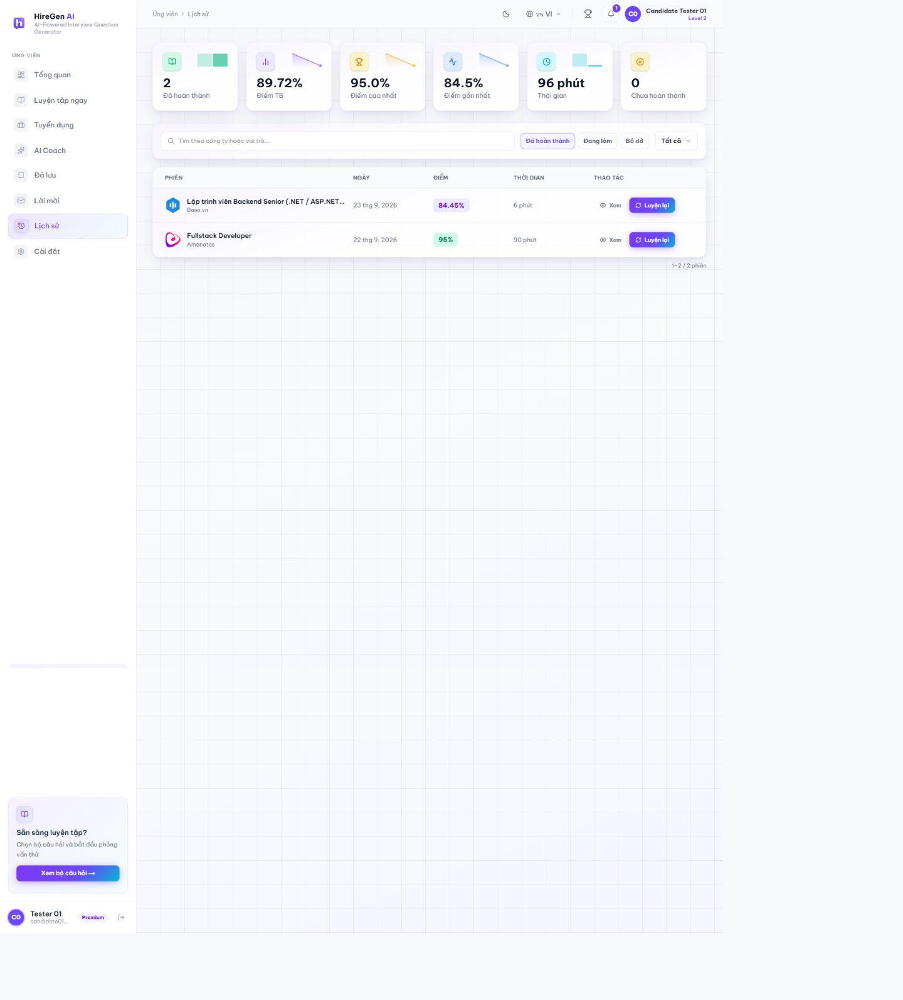 HireGen AI
AI-Powered Interview Question
Generator
ỨNG VIÊN
Tổng quan
Luyện tập ngay
Tuyển dụng
AI Coach
Đã lưu
Lời mời
Lịch sử
Cài đặt
Sẵn sàng luyện tập?
Chọn bộ câu hỏi và bắt đầu phỏng
vấn thử
Xem bộ câu hỏi →
C0
Tester 01
candidate01...
Premium
Ứng viên > Lịch sử
VN VI
1
C0
Candidate Tester 01
Level 2
2
Đã hoàn thành
89.72%
Điểm TB
95.0%
Điểm cao nhất
84.5%
Điểm gần nhất
96 phút
Thời gian
0
Chưa hoàn thành
Tìm theo công ty hoặc vai trò...
Đã hoàn thành
Đang làm
Bỏ dở
Tất cả
PHIÊN NGÀY ĐIỂM THỜI GIAN THAO TÁC
Lập trình viên Backend Senior (.NET / ASP.NET...
Base.vn
23 thg 9, 2026
84.45%
6 phút
Xem
Luyện lại
Fullstack Developer
Amanotes
22 thg 9, 2026
95%
90 phút
Xem
Luyện lại
1–2 / 2 phiên